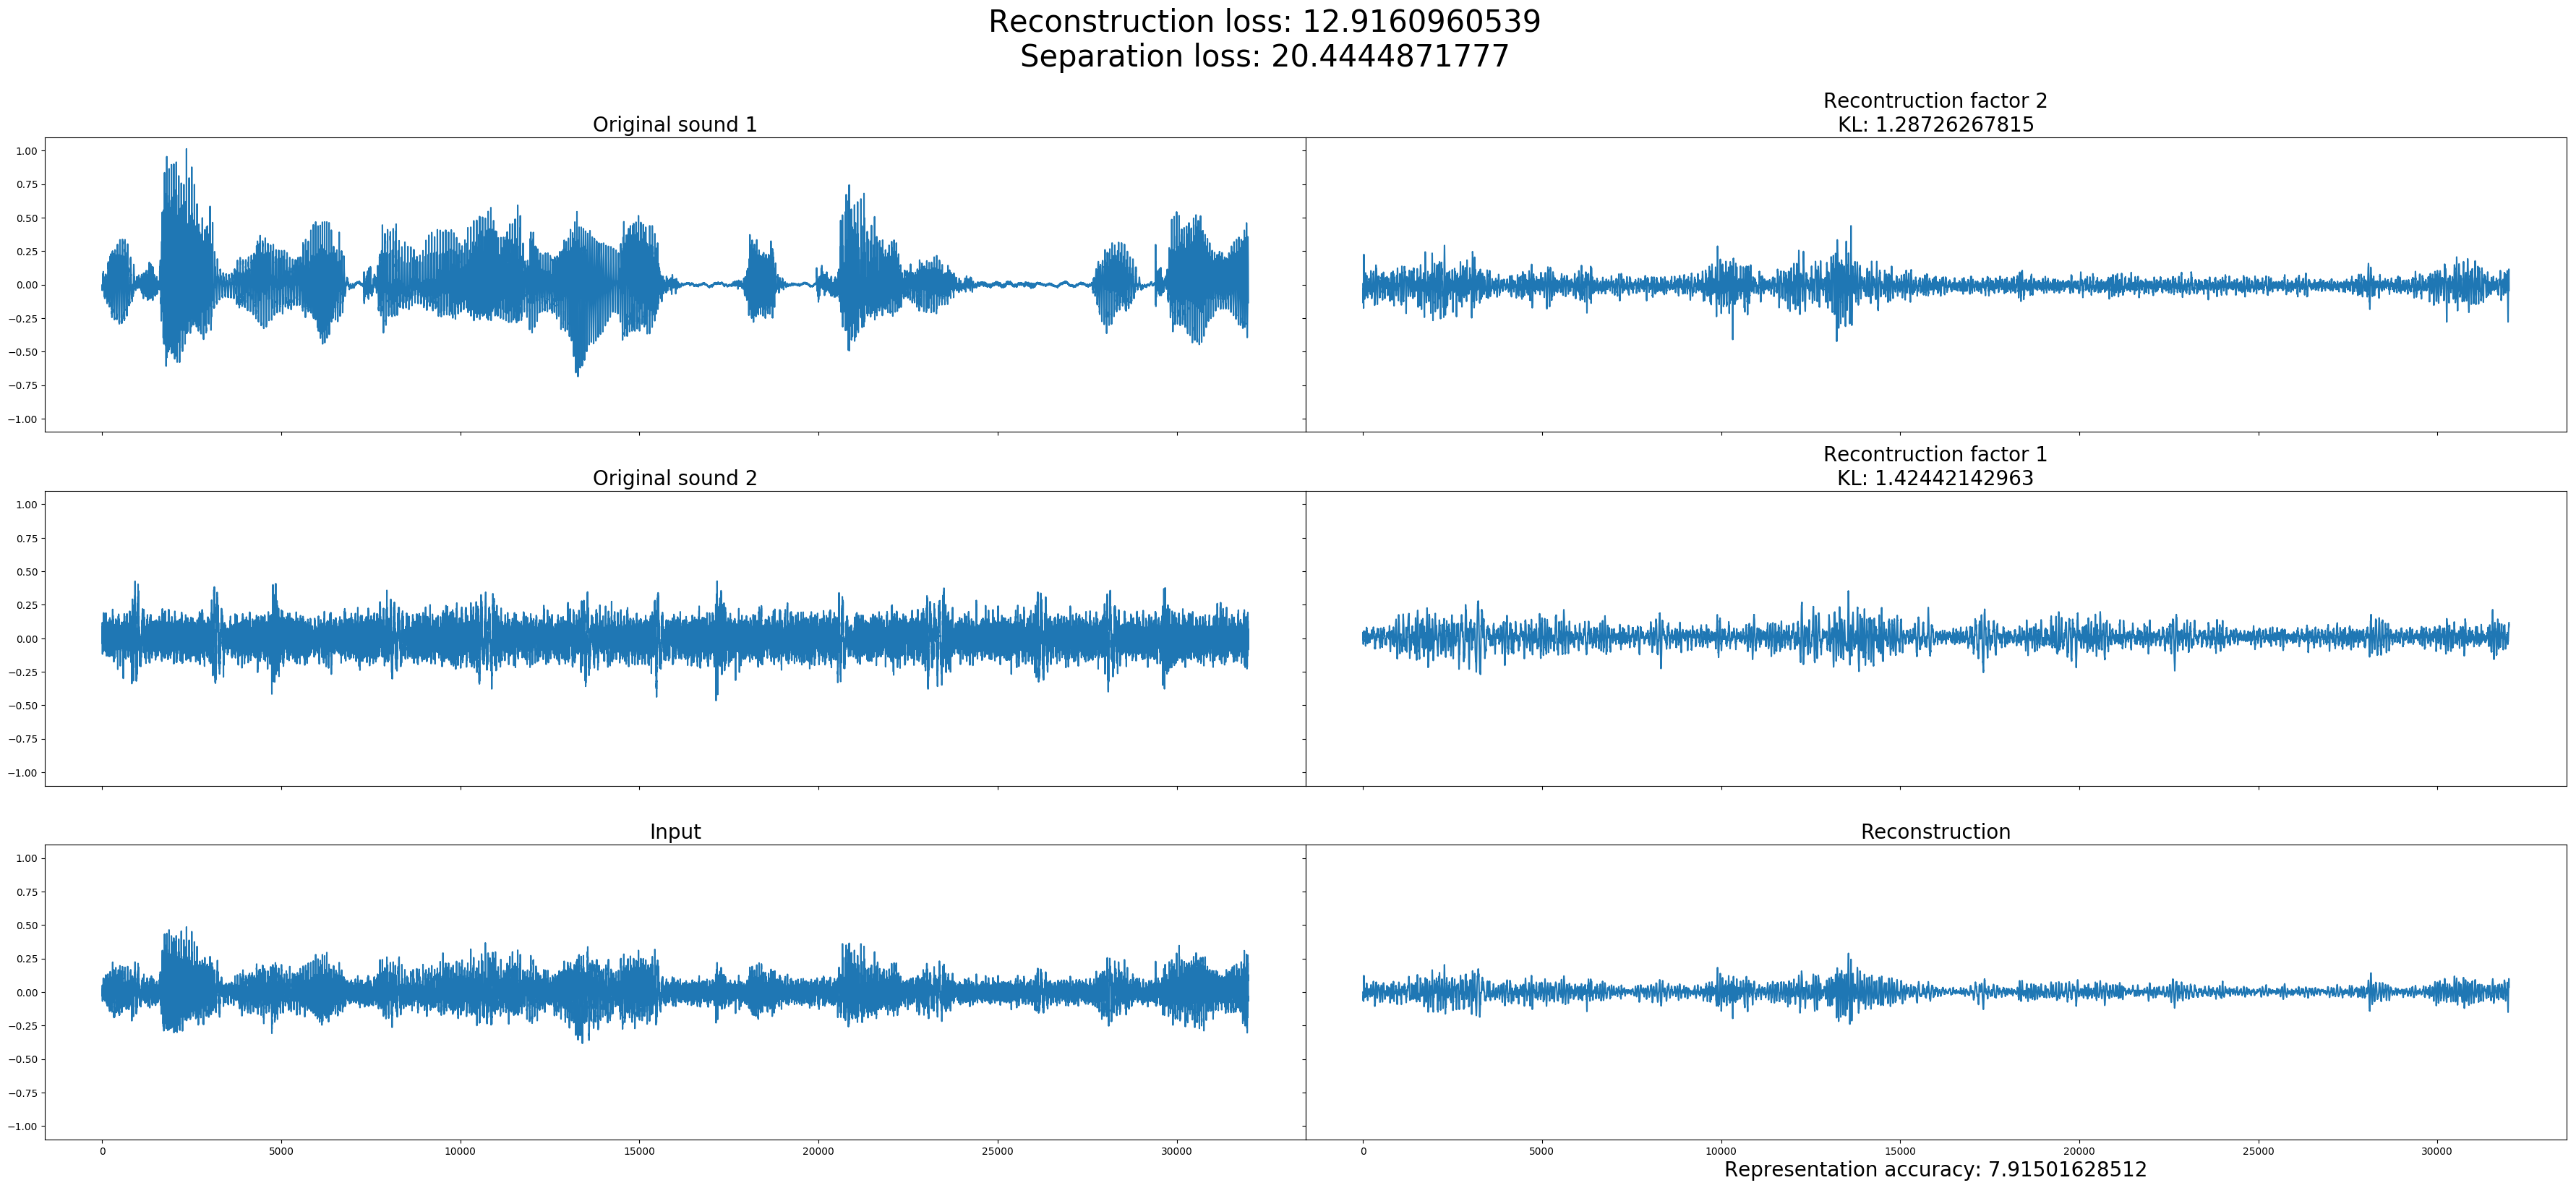 Reconstruction loss: 12.9160960539
Separation loss: 20.4444871777
Original sound 1
Recontruction factor 2
KL: 1.28726267815
1.00
0.75
0.50
0.25
0.00
−0.25
−0.50
−0.75
−1.00
Original sound 2
Recontruction factor 1
KL: 1.42442142963
1.00
0.75
0.50
0.25
0.00
−0.25
−0.50
−0.75
−1.00
Input
Reconstruction
1.00
0.75
0.50
0.25
0.00
−0.25
−0.50
−0.75
−1.00
0 5000 10000 15000 20000 25000 30000
0 5000 10000 15000 20000 25000 30000
Representation accuracy: 7.91501628512